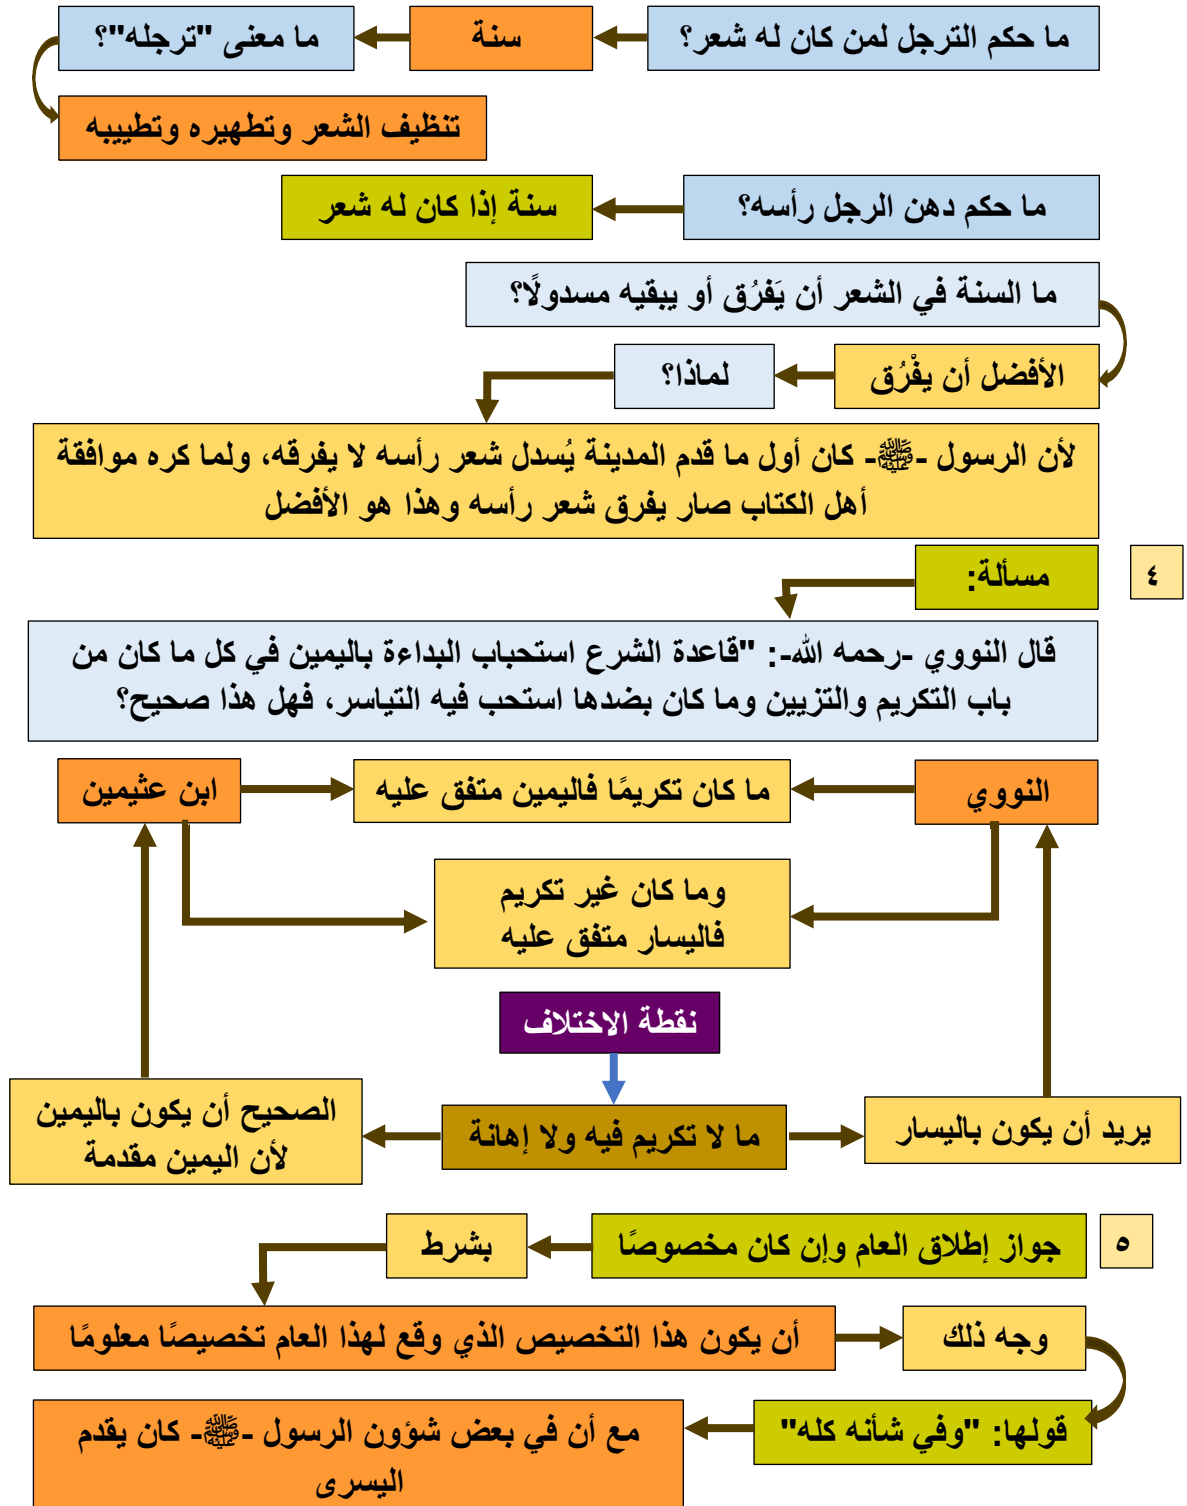 ما حكم الترجل لمن كان له شعر؟
سنة
ما معنى "ترجله"؟
تنظيف الشعر وتطهيره وتطييبه
ما حكم دهن الرجل رأسه؟
سنة إذا كان له شعر
ما السنة في الشعر أن يَفرُق أو يبقيه مسدولًا؟
الأفضل أن يفْرُق
لماذا؟
لأن الرسول -ﷺ- كان أول ما قدم المدينة يُسدل شعر رأسه لا يفرقه، ولما كره موافقة
أهل الكتاب صار يفرق شعر رأسه وهذا هو الأفضل
٤
مسألة:
قال النووي -رحمه الله-: "قاعدة الشرع استحباب البداءة باليمين في كل ما كان من
باب التكريم والتزيين وما كان بضدها استحب فيه التياسر، فهل هذا صحيح؟
النووي
ما كان تكريمًا فاليمين متفق عليه
ابن عثيمين
وما كان غير تكريم
فاليسار متفق عليه
نقطة الاختلاف
يريد أن يكون باليسار
ما لا تكريم فيه ولا إهانة
الصحيح أن يكون باليمين
لأن اليمين مقدمة
٥
جواز إطلاق العام وإن كان مخصوصًا
بشرط
أن يكون هذا التخصيص الذي وقع لهذا العام تخصيصًا معلومًا
وجه ذلك
قولها: "وفي شأنه كله"
مع أن في بعض شؤون الرسول -ﷺ- كان يقدم
اليسرى